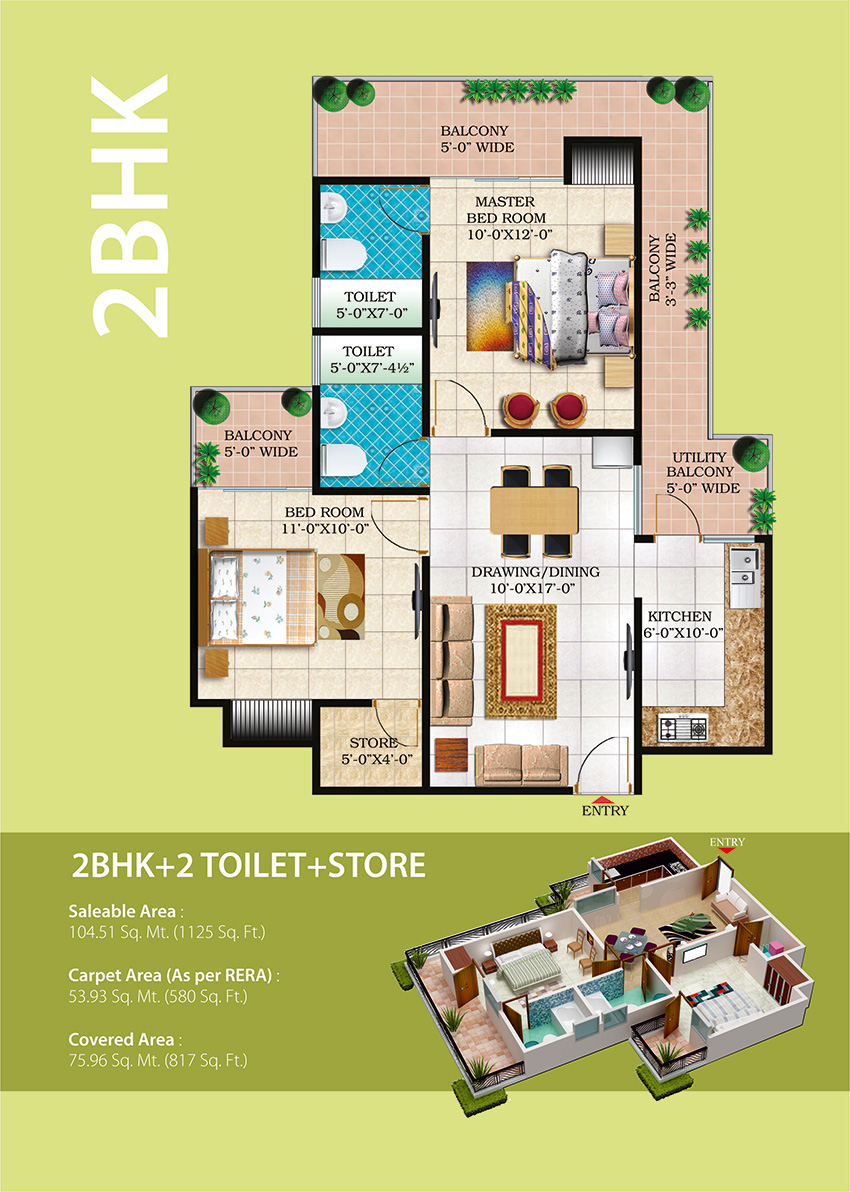 2BHK
BALCONY
5'-0" WIDE
MASTER
BED ROOM
10'-0"X12'-0"
BALCONY
3'-3" WIDE
TOILET
5'-0"X7'-0"
TOILET
5'-0"X7'-4½"
BALCONY
5'-0" WIDE
UTILITY
BALCONY
5'-0" WIDE
BED ROOM
11'-0"X10'-0"
DRAWING/DINING
10'-0X17'-0"
KITCHEN
6'-0"X10'-0"
STORE
5'-0"X4'-0"
ENTRY
2BHK+2 TOILET+STORE
Saleable Area :
104.51 Sq. Mt. (1125 Sq. Ft.)
Carpet Area (As per RERA) :
53.93 Sq. Mt. (580 Sq. Ft.)
Covered Area :
75.96 Sq. Mt. (817 Sq. Ft.)
ENTRY